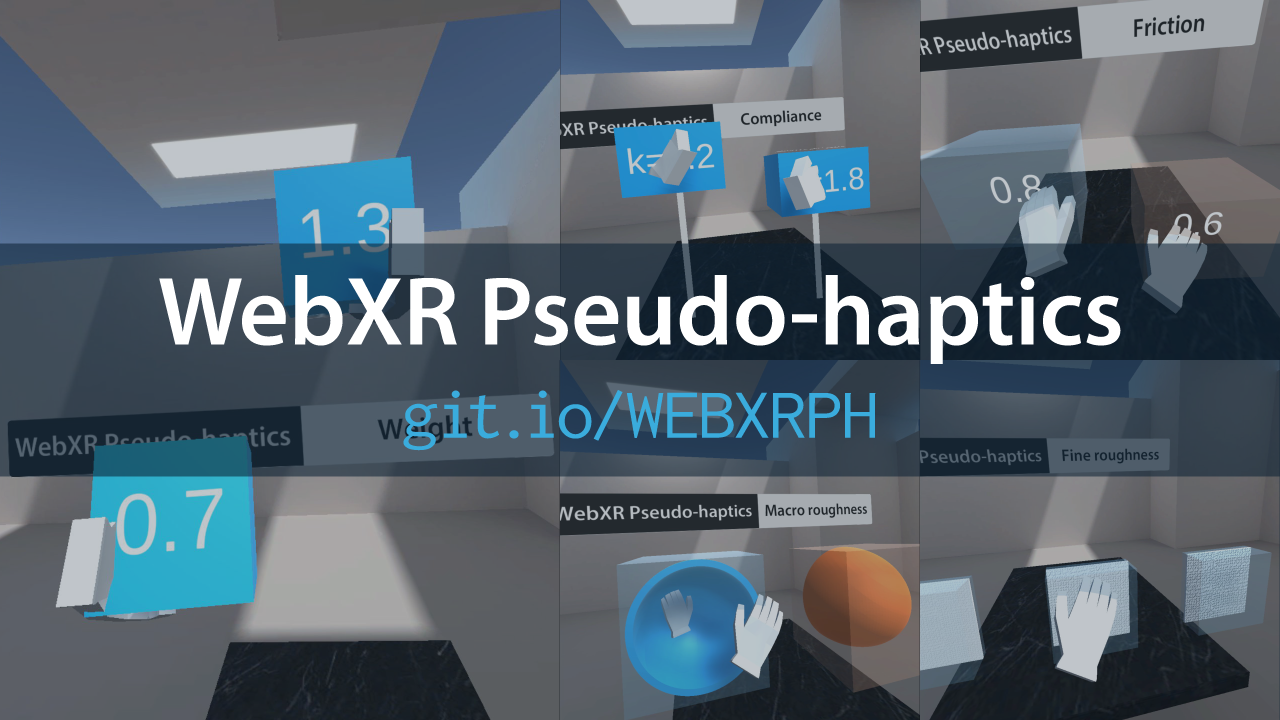 WebXR Pseudo-haptics
git.io/WEBXRPH
1.3
WebXR Pseudo-haptics Weight
0.7
XR Pseudo-haptics Compliance
k= .2
1.8
R Pseudo-haptics Friction
0.8
0.6
WebXR Pseudo-haptics Macro roughness
Pseudo-haptics Fine roughness